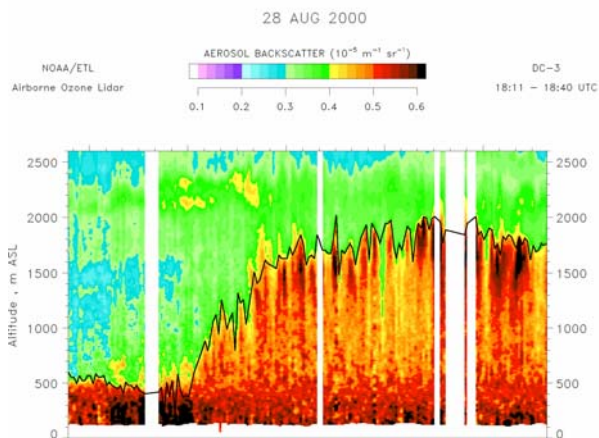 28 AUG 2000
AEROSOL BACKSCATTER (10⁻⁵ m⁻¹ sr⁻¹)
NOAA/ETL
DC-3
Airborne Ozone Lidar
18:11 – 18:40 UTC
0.1 0.2 0.3 0.4 0.5 0.6
2500 2500
2000 2000
1500 1500
1000 1000
500 500
0 0
Altitude , m ASL